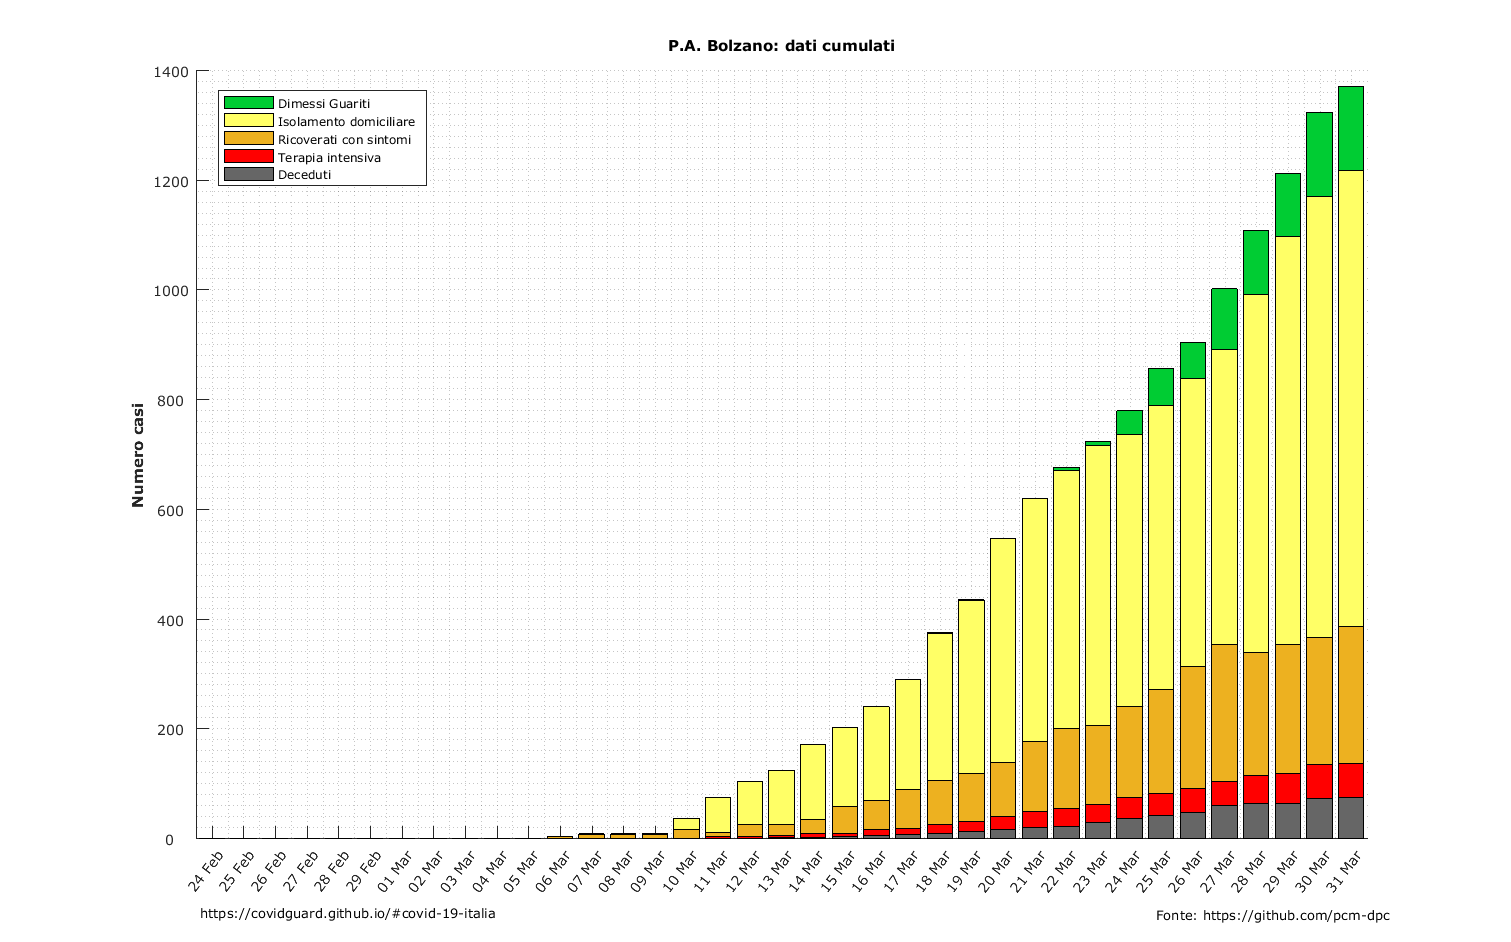 P.A. Bolzano: dati cumulati
1400
1200
1000
800
600
400
200
0
Numero casi
Dimessi Guariti
Isolamento domiciliare
Ricoverati con sintomi
Terapia intensiva
Deceduti
24 Feb
25 Feb
26 Feb
27 Feb
28 Feb
29 Feb
01 Mar
02 Mar
03 Mar
04 Mar
05 Mar
06 Mar
07 Mar
08 Mar
09 Mar
10 Mar
11 Mar
12 Mar
13 Mar
14 Mar
15 Mar
16 Mar
17 Mar
18 Mar
19 Mar
20 Mar
21 Mar
22 Mar
23 Mar
24 Mar
25 Mar
26 Mar
27 Mar
28 Mar
29 Mar
30 Mar
31 Mar
https://covidguard.github.io/#covid-19-italia
Fonte: https://github.com/pcm-dpc